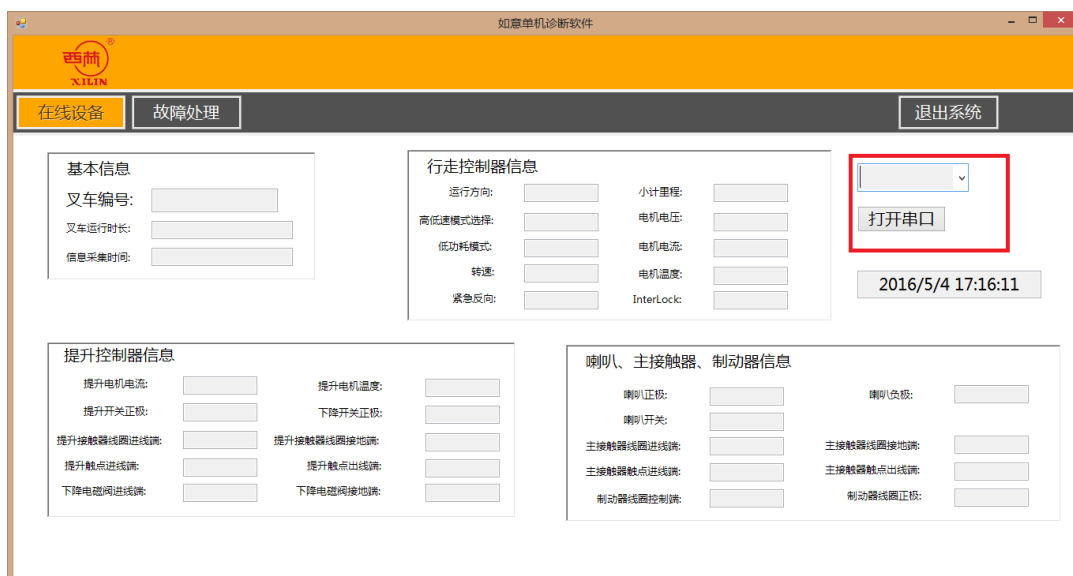 如意单机诊断软件
西林®
XILIN
在线设备
故障处理
退出系统
基本信息
叉车编号:
叉车运行时长:
信息采集时间:
行走控制器信息
运行方向:
小计里程:
高低速模式选择:
电机电压:
低功耗模式:
电机电流:
转速:
电机温度:
紧急反向:
InterLock:
打开串口
2016/5/4 17:16:11
提升控制器信息
提升电机电流:
提升电机温度:
提升开关正极:
下降开关正极:
提升接触器线圈进线端:
提升接触器线圈接地端:
提升触点进线端:
提升触点出线端:
下降电磁阀进线端:
下降电磁阀接地端:
喇叭、主接触器、制动器信息
喇叭正极:
喇叭负极:
喇叭开关:
主接触器线圈进线端:
主接触器线圈接地端:
主接触器触点进线端:
主接触器触点出线端:
制动器线圈控制端:
制动器线圈正极: